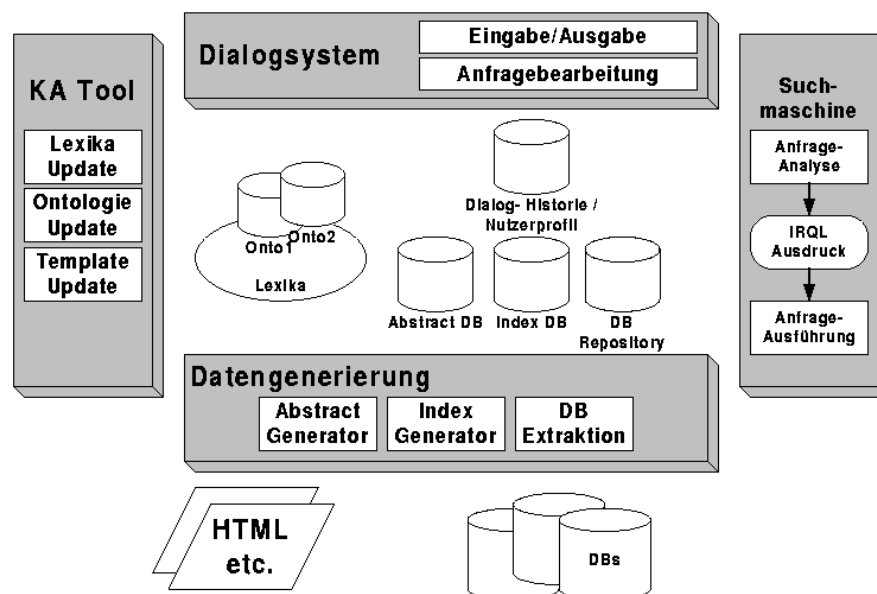 Dialogsystem
Eingabe/Ausgabe
Anfragebearbeitung
KA Tool
Lexika
Update
Ontologie
Update
Template
Update
Such-
maschine
Anfrage-
Analyse
IRQL
Ausdruck
Anfrage-
Ausführung
Dialog- Historie /
Nutzerprofil
Onto1
Onto2
Lexika
Abstract DB
Index DB
DB
Repository
Datengenerierung
Abstract
Generator
Index
Generator
DB
Extraktion
HTML
etc.
DBs